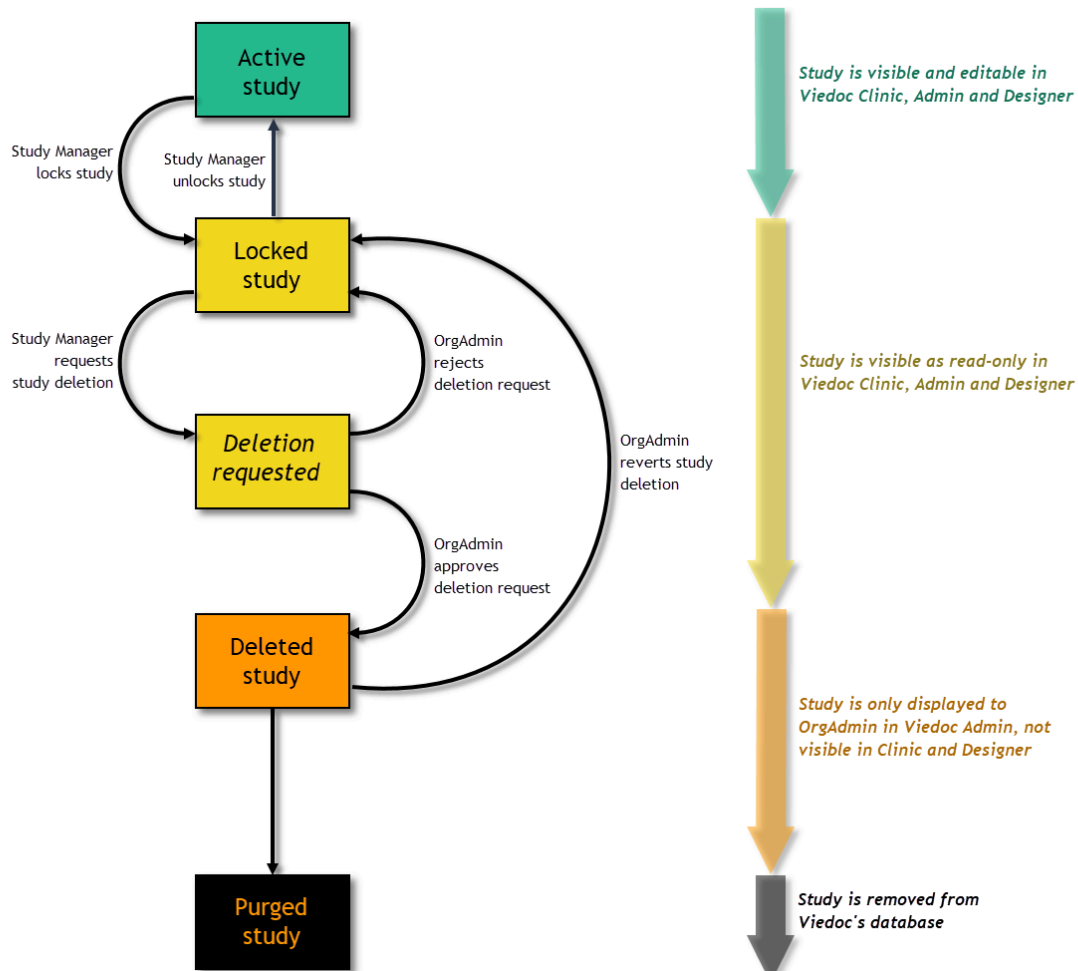 Active
study
Study is visible and editable in
Viedoc Clinic, Admin and Designer
Study Manager
locks study
Study Manager
unlocks study
Locked
study
Study Manager
requests
study deletion
OrgAdmin
rejects
deletion request
Study is visible as read-only in
Viedoc Clinic, Admin and Designer
Deletion
requested
OrgAdmin
reverts study
deletion
OrgAdmin
approves
deletion request
Deleted
study
Study is only displayed to
OrgAdmin in Viedoc Admin, not
visible in Clinic and Designer
Purged
study
Study is removed from
Viedoc's database